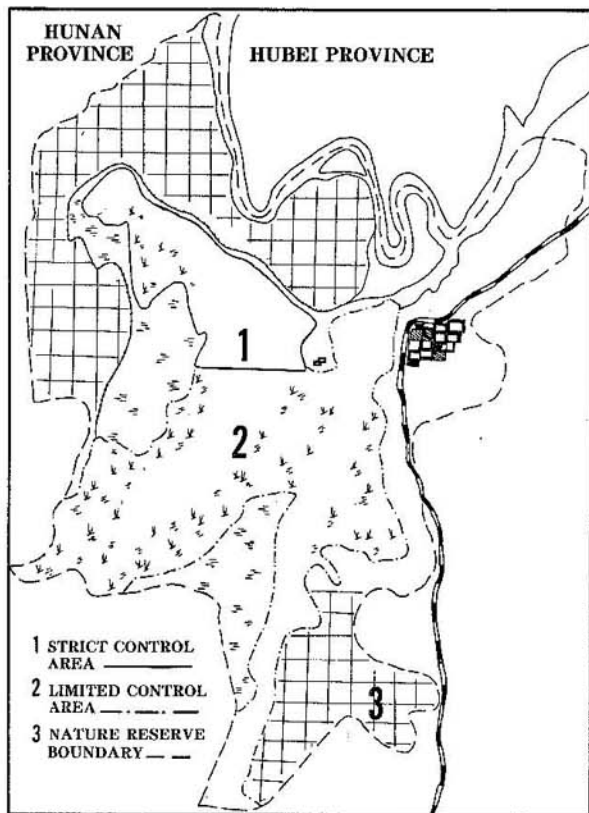 HUNAN
PROVINCE
HUBEI PROVINCE
1
2
3
1 STRICT CONTROL
AREA
2 LIMITED CONTROL
AREA
3 NATURE RESERVE
BOUNDARY